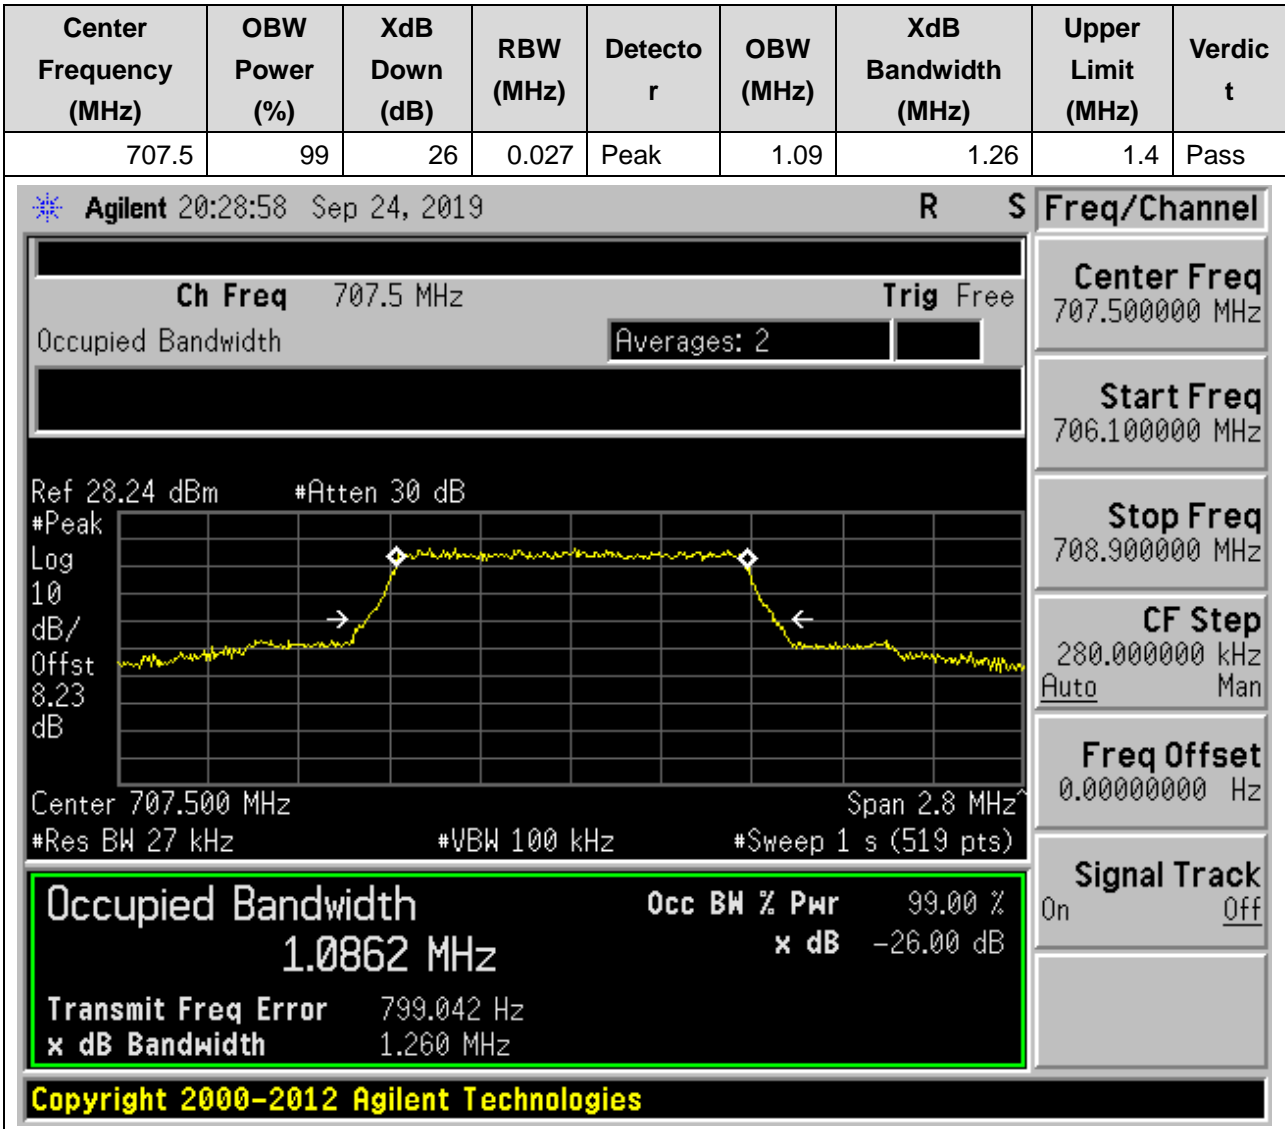 Center Frequency (MHz) OBW Power (%) XdB Down (dB) RBW (MHz) Detecto r OBW (MHz) XdB Bandwidth (MHz) Upper Limit (MHz) Verdic t
707.5 99 26 0.027 Peak 1.09 1.26 1.4 Pass
Agilent 20:28:58 Sep 24, 2019 R S Freq/Channel
Ch Freq 707.5 MHz Trig Free
Occupied Bandwidth Averages: 2
Center Freq
707.500000 MHz
Start Freq
706.100000 MHz
Stop Freq
708.900000 MHz
CF Step
280.000000 kHz
Auto Man
Freq Offset
0.00000000 Hz
Signal Track
On Off
Ref 28.24 dBm #Atten 30 dB
#Peak
Log
10
dB/
Offst
8.23
dB
Center 707.500 MHz Span 2.8 MHz^
#Res BW 27 kHz #VBW 100 kHz #Sweep 1 s (519 pts)
Occupied Bandwidth Occ BW % Pwr 99.00 %
1.0862 MHz x dB -26.00 dB
Transmit Freq Error 799.042 Hz
x dB Bandwidth 1.260 MHz
Copyright 2000-2012 Agilent Technologies